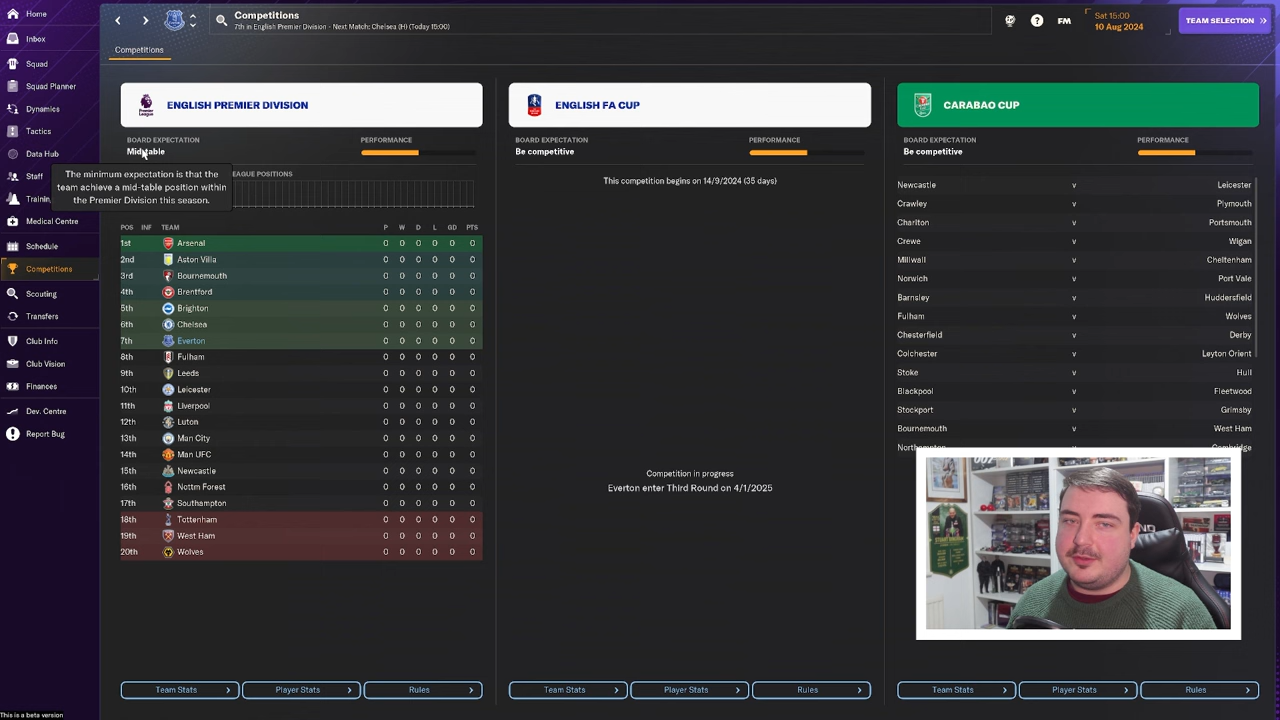 Home
Inbox
Squad
Squad Planner
Dynamics
Tactics
Data Hub
Staff
Medical Centre
Schedule
Competitions
Scouting
Transfers
Club Info
Club Vision
Finances
Dev. Centre
Report Bug
This is a beta version
Competitions
7th in English Premier Division - Next Match: Chelsea (H) (Today 15:00)
FM
Sat 15:00
10 Aug 2024
TEAM SELECTION
Competitions
ENGLISH PREMIER DIVISION
BOARD EXPECTATION PERFORMANCE
The minimum expectation is that the
team achieve a mid-table position within
the Premier Division this season.
LEAGUE POSITIONS
POS INF TEAM P W D L GD PTS
1st Arsenal 0 0 0 0 0 0
2nd Aston Villa 0 0 0 0 0 0
3rd Bournemouth 0 0 0 0 0 0
4th Brentford 0 0 0 0 0 0
5th Brighton 0 0 0 0 0 0
6th Chelsea 0 0 0 0 0 0
7th Everton 0 0 0 0 0 0
8th Fulham 0 0 0 0 0 0
9th Leeds 0 0 0 0 0 0
10th Leicester 0 0 0 0 0 0
11th Liverpool 0 0 0 0 0 0
12th Luton 0 0 0 0 0 0
13th Man City 0 0 0 0 0 0
14th Man UFC 0 0 0 0 0 0
15th Newcastle 0 0 0 0 0 0
16th Nottm Forest 0 0 0 0 0 0
17th Southampton 0 0 0 0 0 0
18th Tottenham 0 0 0 0 0 0
19th West Ham 0 0 0 0 0 0
20th Wolves 0 0 0 0 0 0
Team Stats Player Stats Rules
ENGLISH FA CUP
BOARD EXPECTATION PERFORMANCE
Be competitive
This competition begins on 14/9/2024 (35 days)
Competition in progress
Everton enter Third Round on 4/1/2025
Team Stats Player Stats Rules
CARABAO CUP
BOARD EXPECTATION PERFORMANCE
Be competitive
Newcastle v Leicester
Crawley v Plymouth
Charlton v Portsmouth
Crewe v Wigan
Millwall v Cheltenham
Norwich v Port Vale
Barnsley v Huddersfield
Fulham v Wolves
Chesterfield v Derby
Colchester v Leyton Orient
Stoke v Hull
Blackpool v Fleetwood
Stockport v Grimsby
Bournemouth v West Ham
Northampton v Cambridge
Team Stats Player Stats Rules